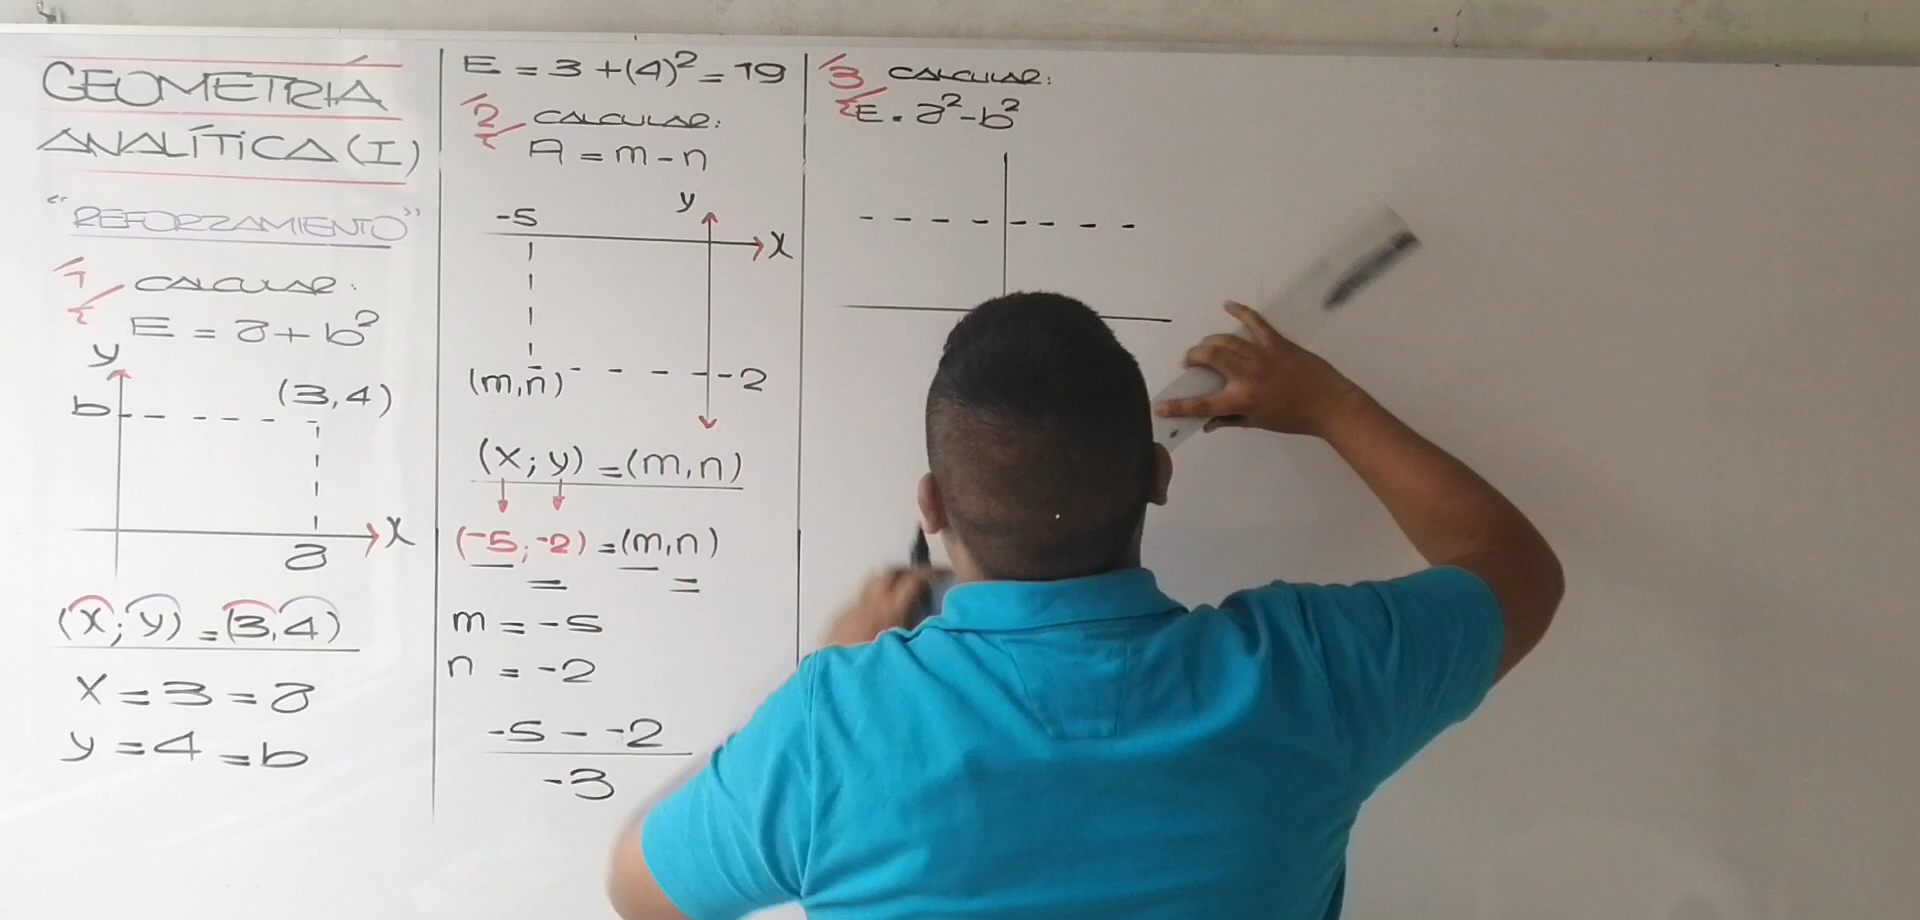 GEOMETRÍA
ANALÍTICA (I)
"REFORZAMIENTO"
1 CALCULAR:
E = a + b²
y
b
(3,4)
x
a
(x; y) = (3,4)
x = 3 = a
y = 4 = b
E = 3 + (4)² = 19
2 CALCULAR:
A = m - n
-5
y
x
(m,n)
-2
(x; y) = (m,n)
(-5; -2) = (m,n)
m = -5
n = -2
-5 - -2
-3
3 CALCULAR:
E = a² - b²